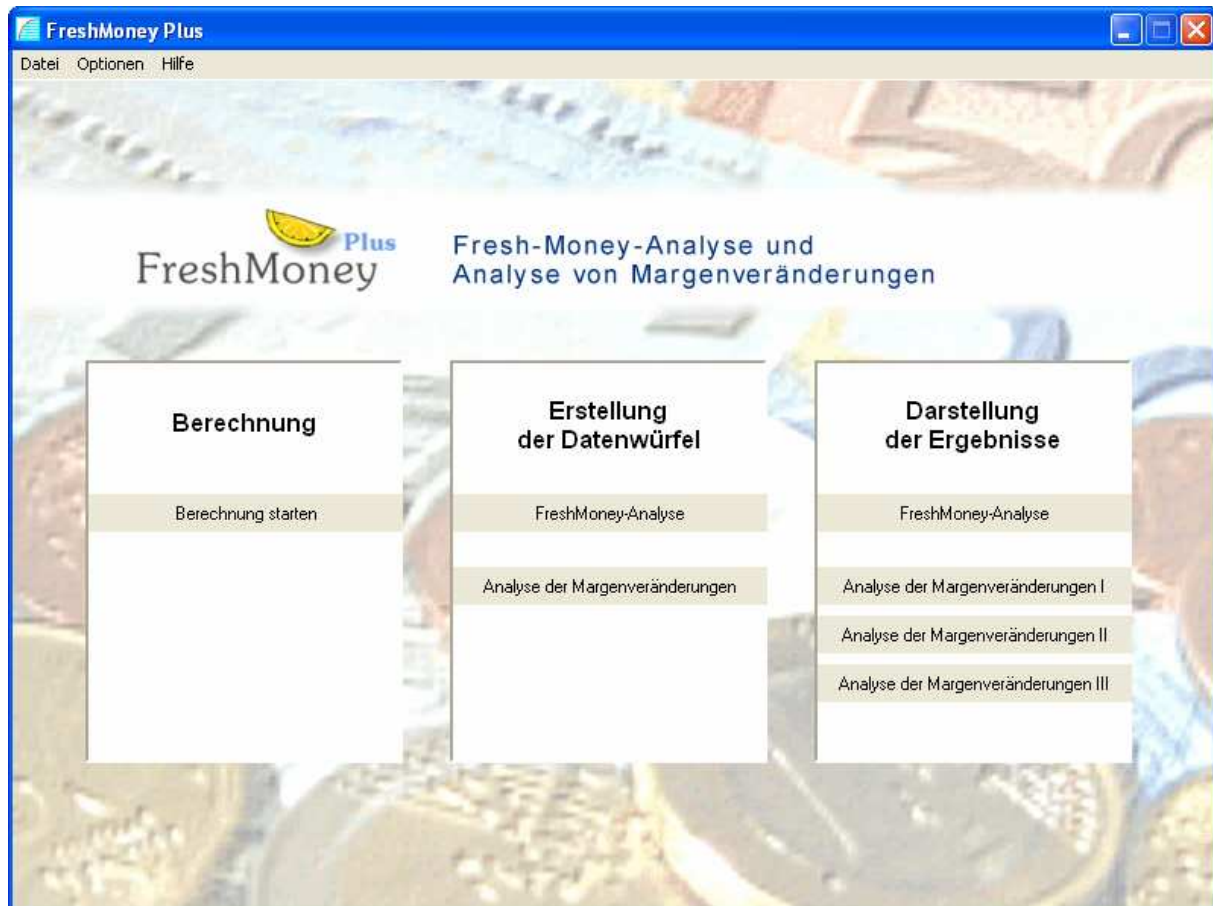 FreshMoney Plus
Datei Optionen Hilfe
FreshMoney Plus
Fresh-Money-Analyse und
Analyse von Margenveränderungen
Berechnung
Berechnung starten
Erstellung
der Datenwürfel
FreshMoney-Analyse
Analyse der Margenveränderungen
Darstellung
der Ergebnisse
FreshMoney-Analyse
Analyse der Margenveränderungen I
Analyse der Margenveränderungen II
Analyse der Margenveränderungen III